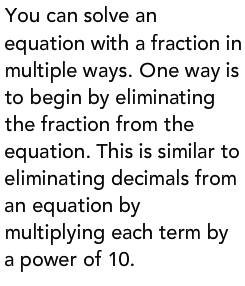 You can solve an
equation with a fraction in
multiple ways. One way is
to begin by eliminating
the fraction from the
equation. This is similar to
eliminating decimals from
an equation by
multiplying each term by
a power of 10.